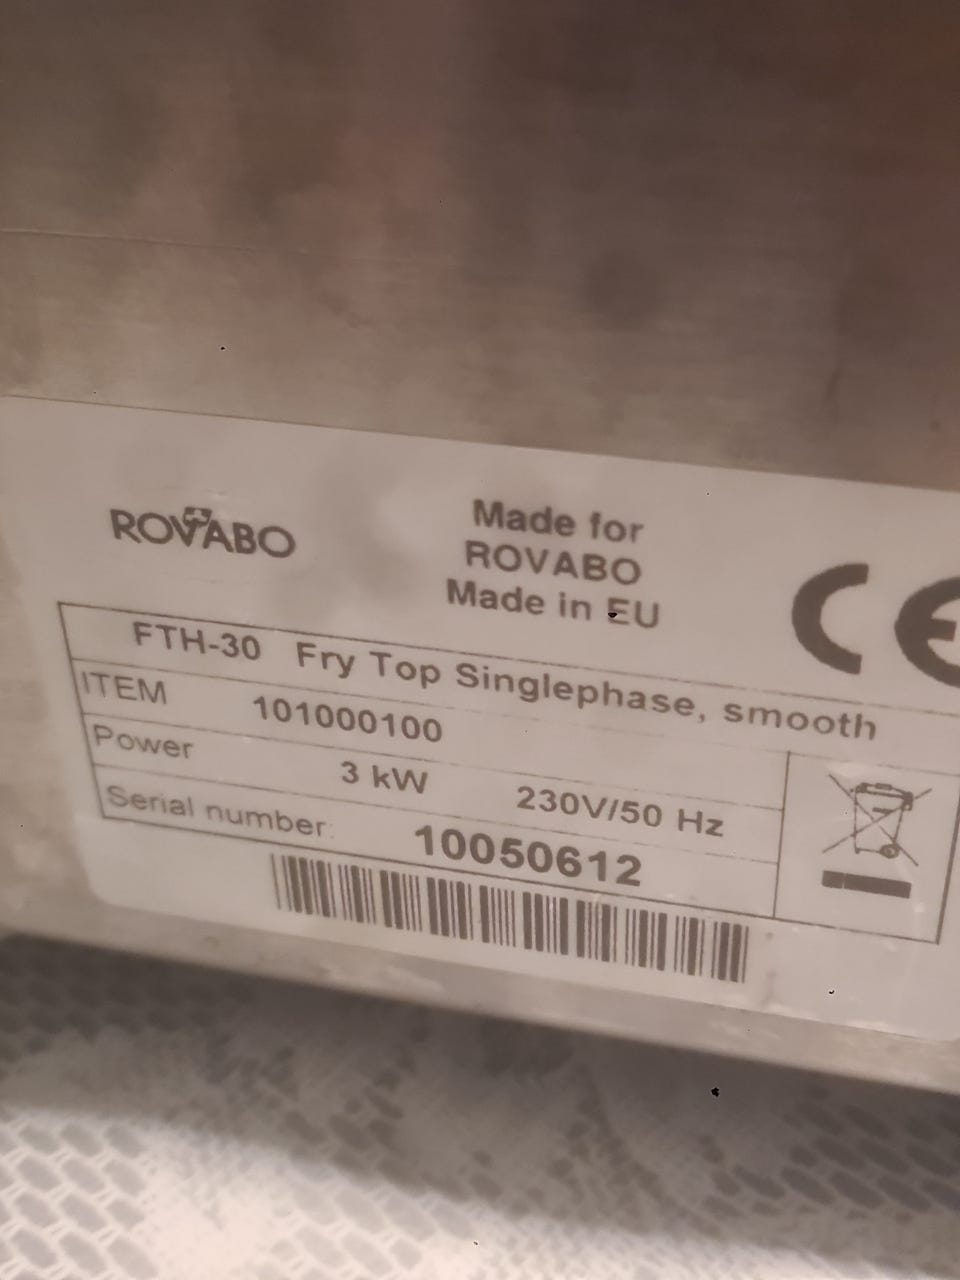 ROVABO
Made for
ROVABO
Made in EU
CE
FTH-30 Fry Top Singlephase, smooth
ITEM 101000100
Power 3 kW 230V/50 Hz
Serial number: 10050612